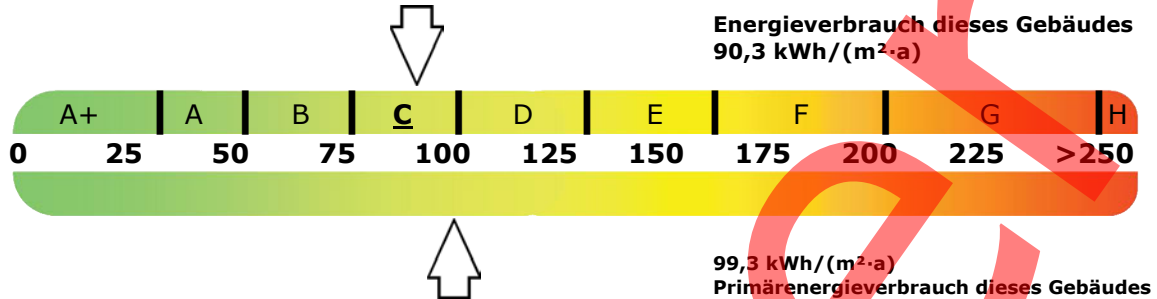 Energieverbrauch dieses Gebäudes
90,3 kWh/(m²·a)
A+ A B C D E F G H
0 25 50 75 100 125 150 175 200 225 >250
99,3 kWh/(m²·a)
Primärenergieverbrauch dieses Gebäudes